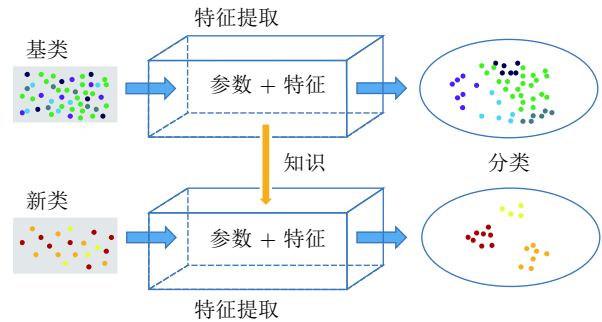 特征提取
基类
参数 + 特征
知识
分类
新类
参数 + 特征
特征提取